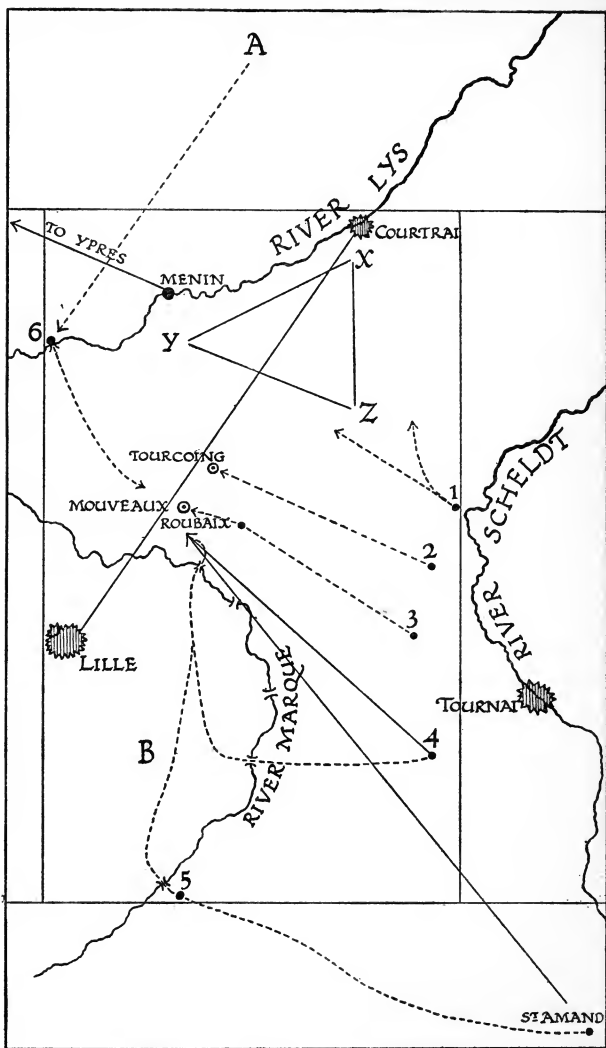 A
RIVER LYS
COURTRAI
TO YPRES
MENIN
X
Y
6
Z
TOURCOING
1
MOUVEAUX
ROUBAIX
RIVER SCHELDT
2
3
LILLE
RIVER MARQUE
TOURNAI
4
B
5
ST AMAND